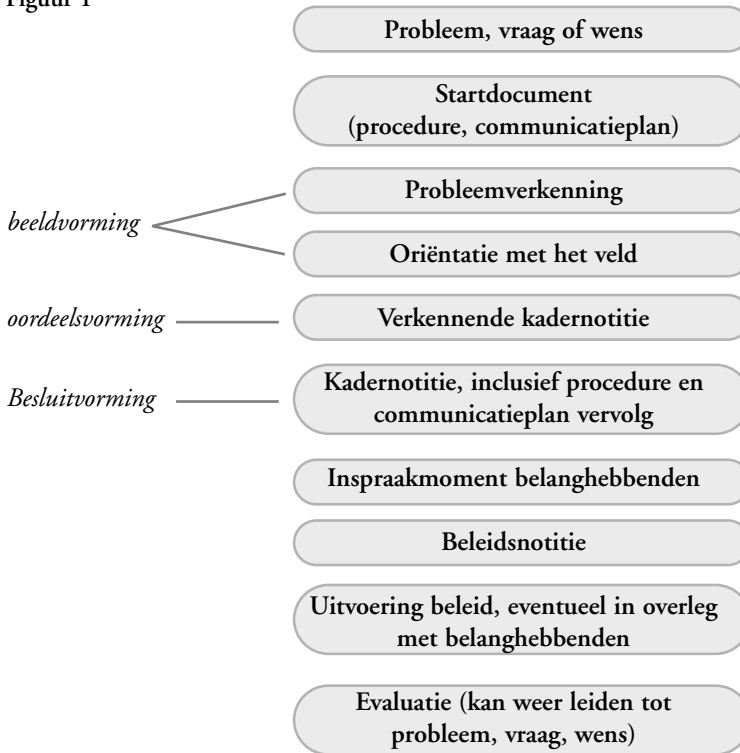 Figuur 1
Probleem, vraag of wens
Startdocument
(procedure, communicatieplan)
Probleemverkenning
beeldvorming
Oriëntatie met het veld
oordeelsvorming
Verkennende kadernotitie
Kadernotitie, inclusief procedure en
Besluitvorming
communicatieplan vervolg
Inspraakmoment belanghebbenden
Beleidsnotitie
Uitvoering beleid, eventueel in overleg
met belanghebbenden
Evaluatie (kan weer leiden tot
probleem, vraag, wens)